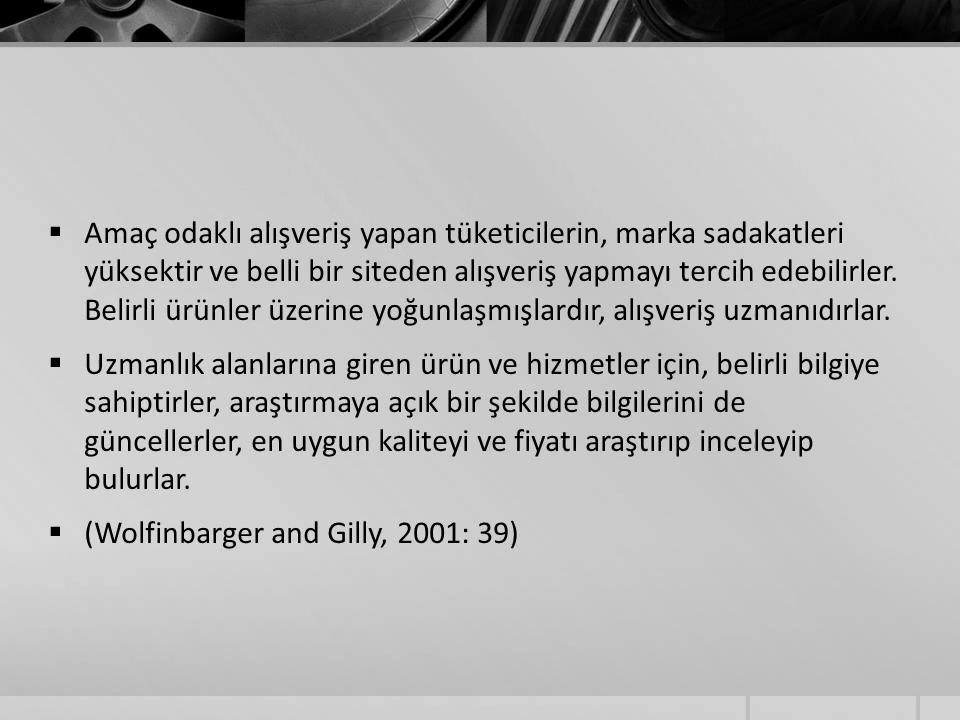 ▪ Amaç odaklı alışveriş yapan tüketicilerin, marka sadakatleri
yüksektir ve belli bir siteden alışveriş yapmayı tercih edebilirler.
Belirli ürünler üzerine yoğunlaşmışlardır, alışveriş uzmanıdırlar.
▪ Uzmanlık alanlarına giren ürün ve hizmetler için, belirli bilgiye
sahiptirler, araştırmaya açık bir şekilde bilgilerini de
güncellerler, en uygun kaliteyi ve fiyatı araştırıp inceleyip
bulurlar.
▪ (Wolfinbarger and Gilly, 2001: 39)